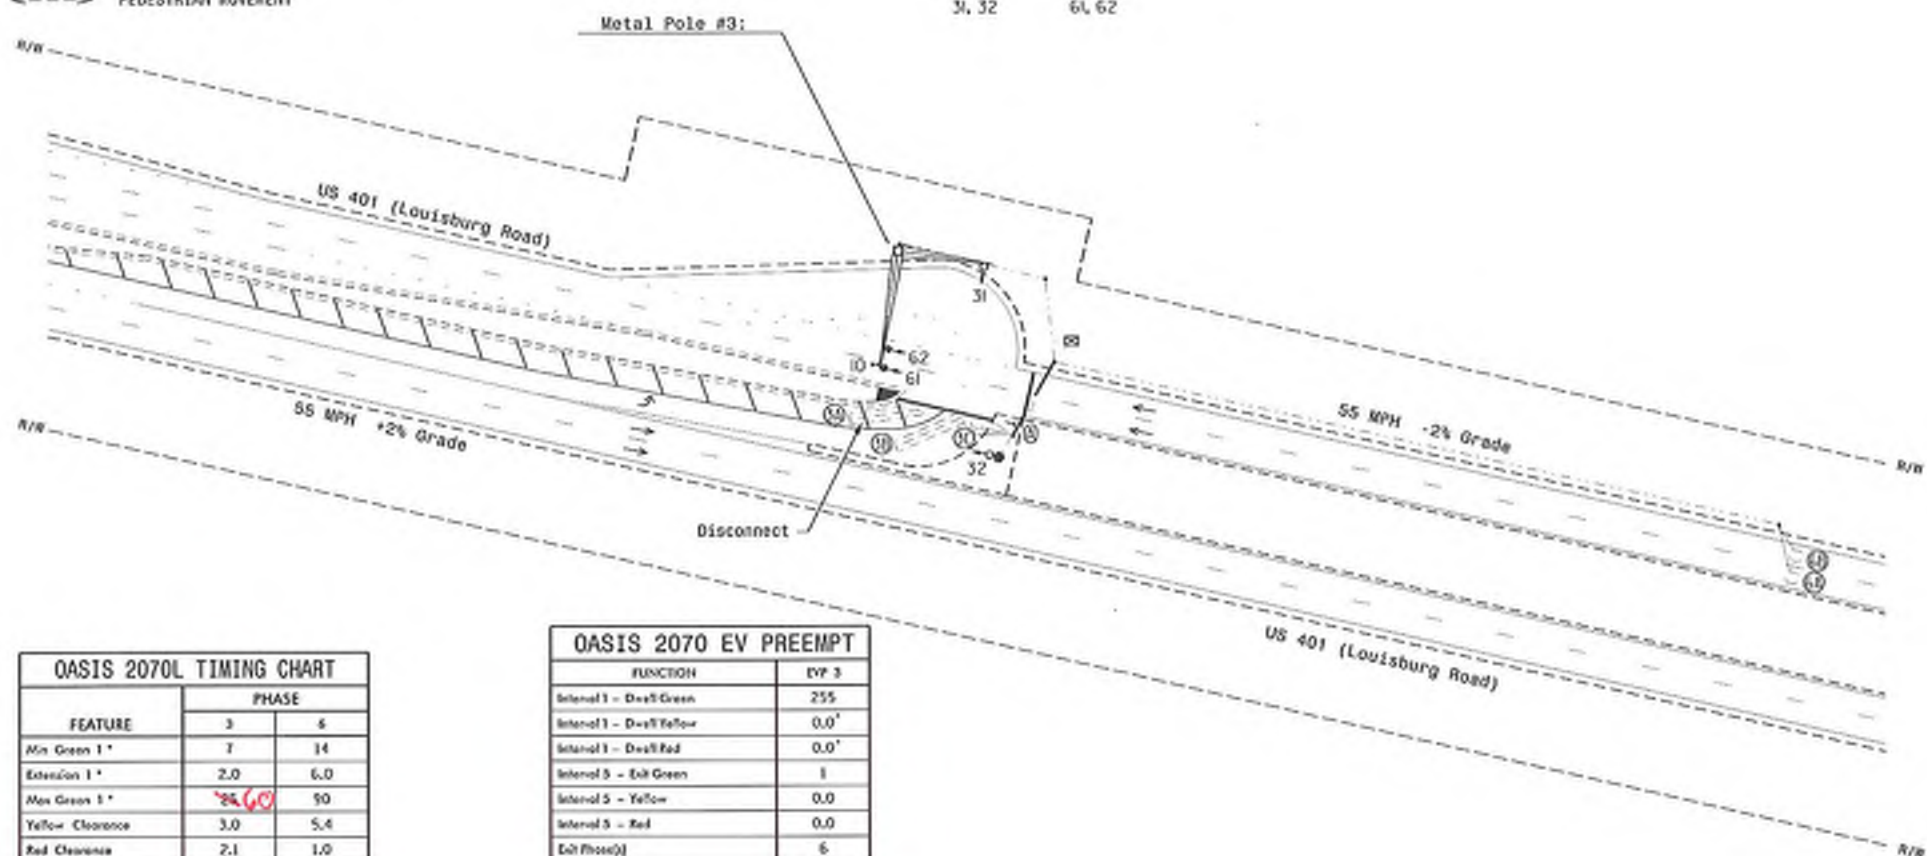 PEDESTRIAN MOVEMENT
31, 32 61, 62
Metal Pole #3:
R/W
US 401 (Louisburg Road)
31
62
10
61
R/W
55 MPH +2% Grade
32
55 MPH -2% Grade
R/W
Disconnect
US 401 (Louisburg Road)
R/W
OASIS 2070L TIMING CHART
FEATURE PHASE
3 6
Min Green 1 * 7 14
Extension 1 * 2.0 6.0
Max Green 1 * 25 60 90
Yellow Clearance 3.0 5.4
Red Clearance 2.1 1.0
OASIS 2070 EV PREEMPT
FUNCTION EVP 3
Interval 1 - Dwell Green 255
Interval 1 - Dwell Yellow 0.0*
Interval 1 - Dwell Red 0.0*
Interval 5 - Exit Green 1
Interval 5 - Yellow 0.0
Interval 5 - Red 0.0
Exit Phase(s) 6